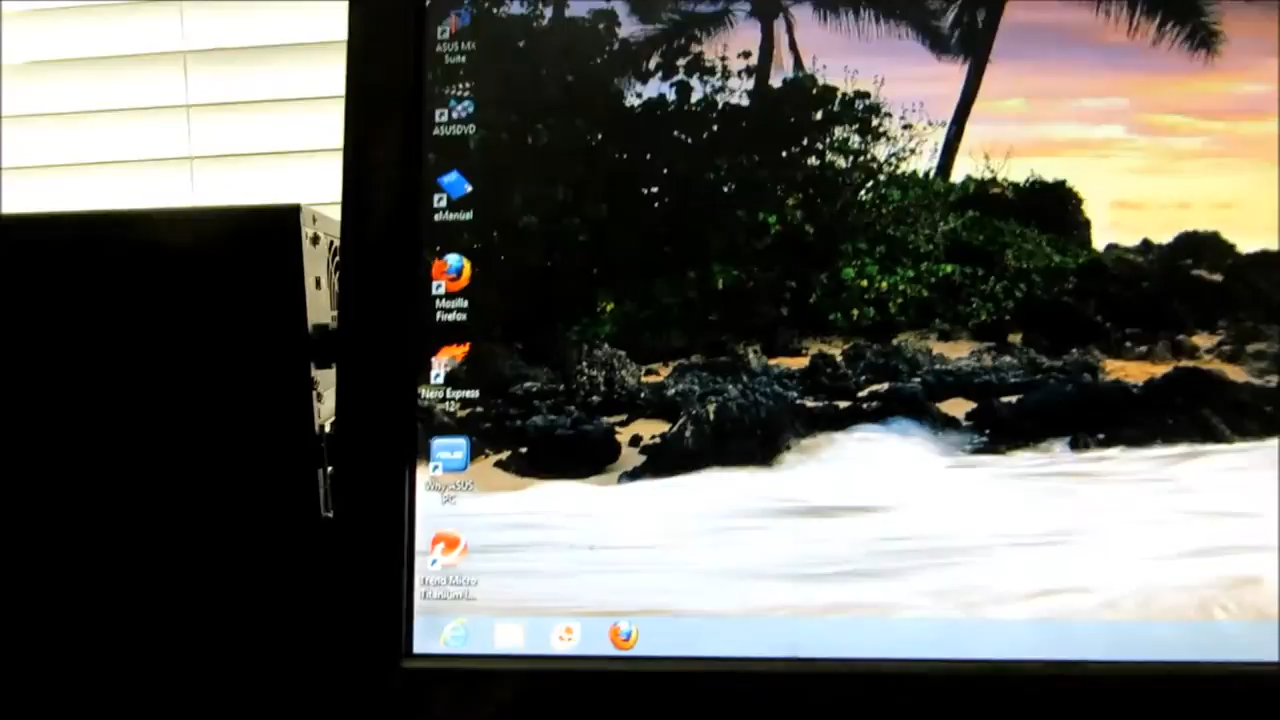 ASUS MX
Suite
ASUSDVD
eManual
Mozilla
Firefox
Nero Express
12
Why ASUS
PC
Trend Micro
Titanium I...